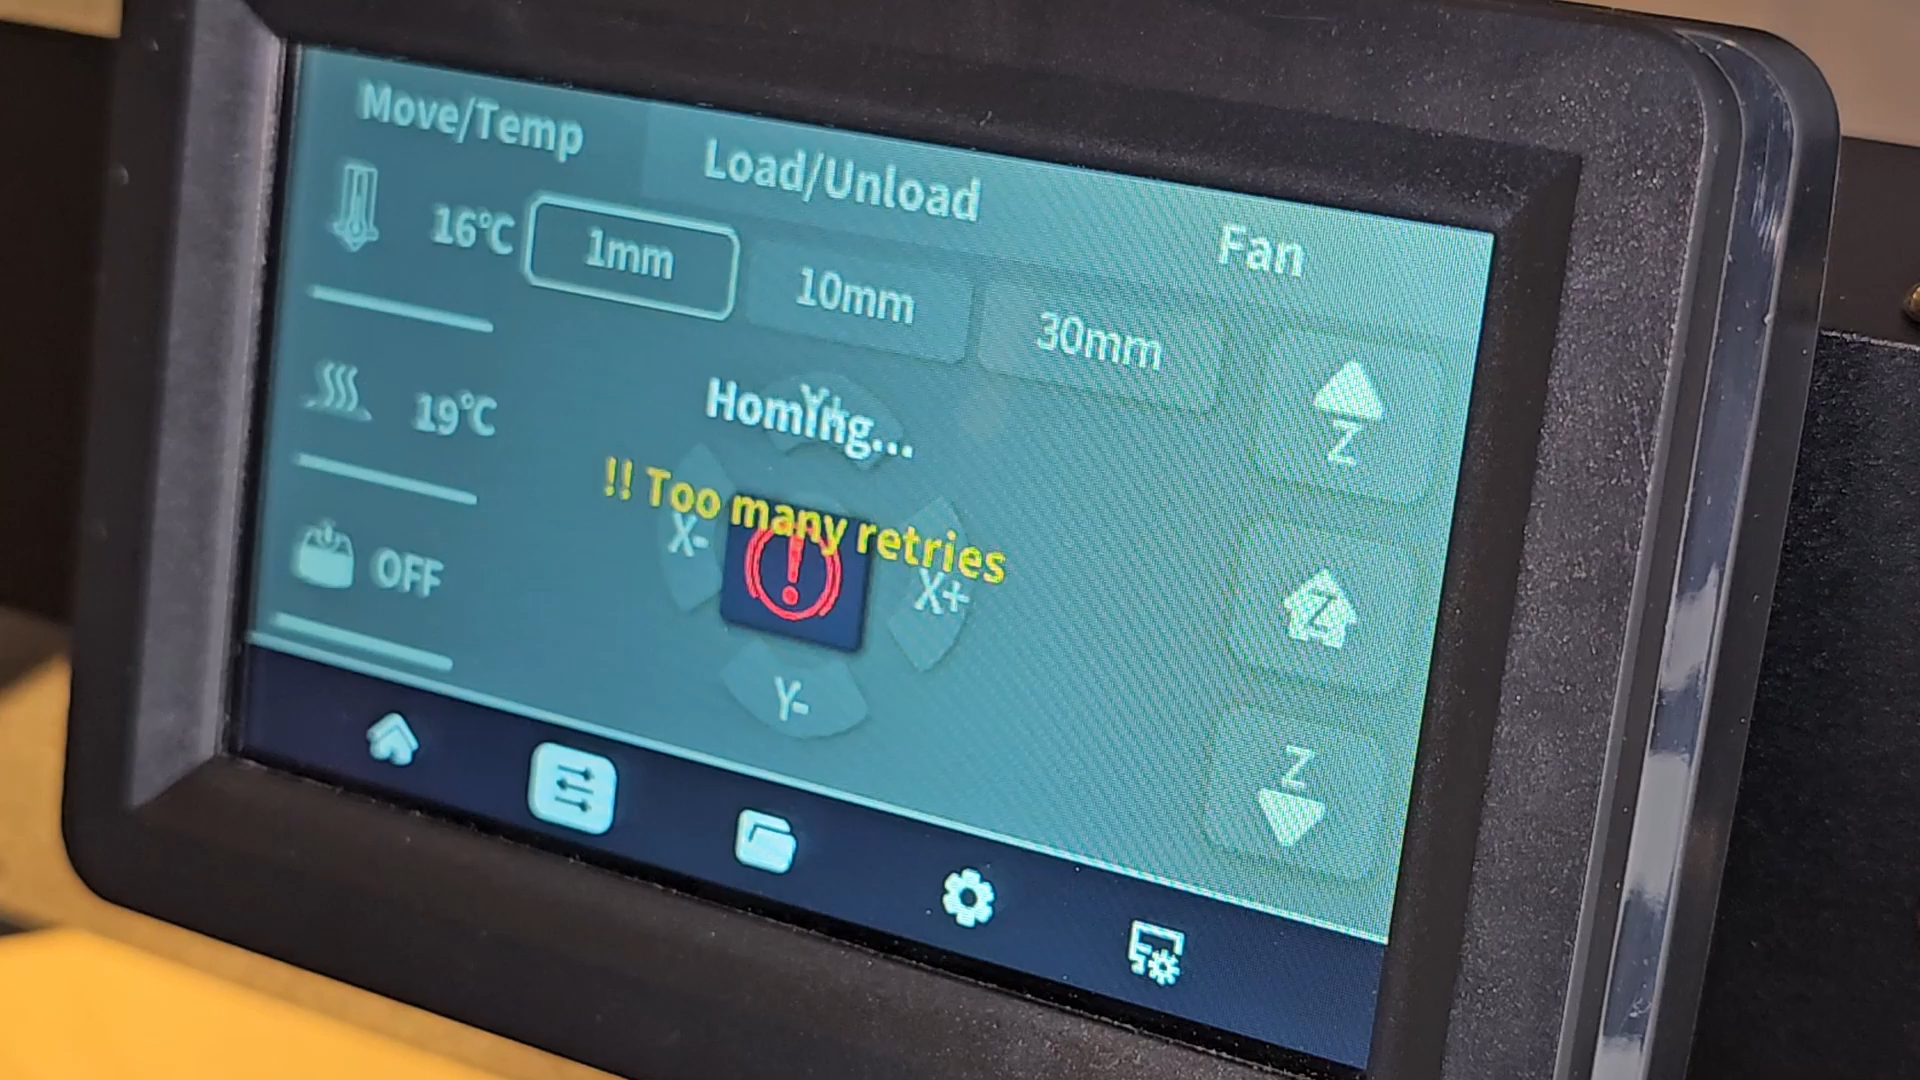 Move/Temp
Load/Unload
Fan
16°C
1mm
10mm
30mm
Z
Y+
Homing...
19°C
!! Too many retries
X-
X+
OFF
Z
Y-
Z